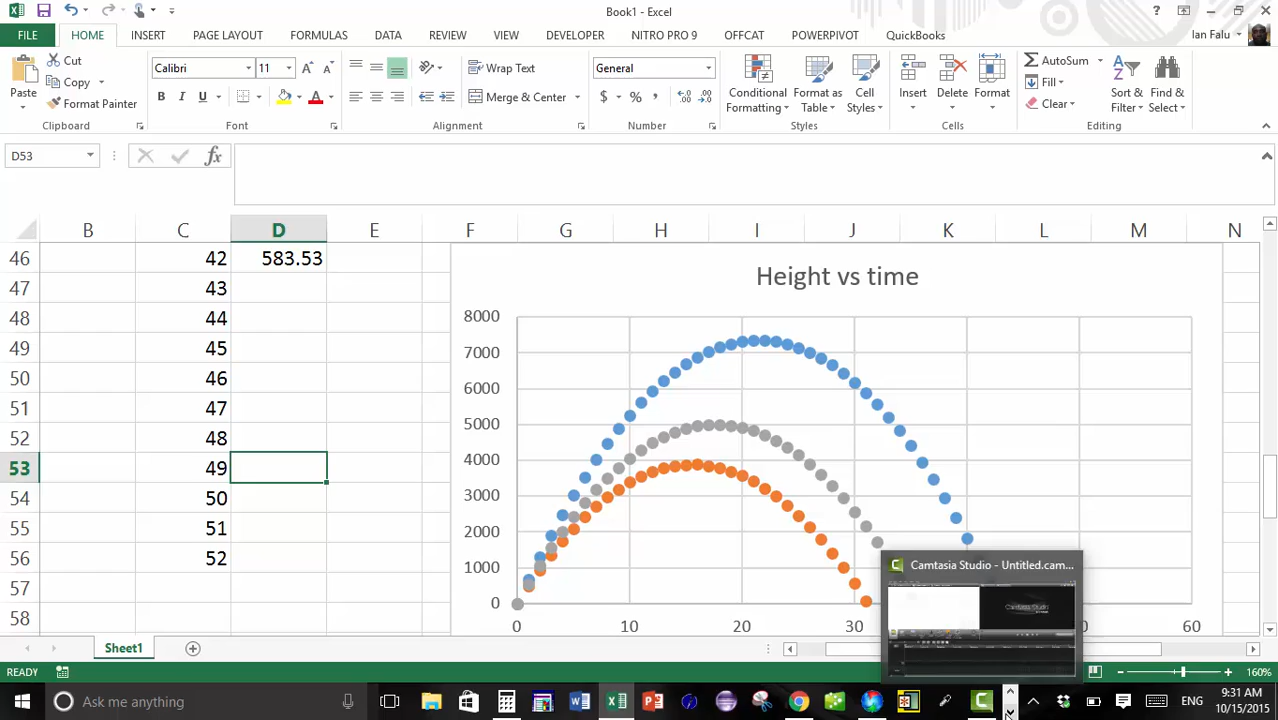 Book1 - Excel
?
FILE HOME INSERT PAGE LAYOUT FORMULAS DATA REVIEW VIEW DEVELOPER NITRO PRO 9 OFFCAT POWERPIVOT QuickBooks Ian Falu
Paste
Cut
Copy
Format Painter
Clipboard
Calibri 11
B I U
Font
Wrap Text
Merge & Center
Alignment
General
$ % ,
Number
Conditional Formatting
Format as Table
Cell Styles
Styles
Insert Delete Format
Cells
AutoSum
Fill
Clear
Sort & Filter
Find & Select
Editing
D53 fx
B C D E F G H I J K L M N
46 42 583.53
47 43
48 44
49 45
50 46
51 47
52 48
53 49
54 50
55 51
56 52
57
58
Height vs time
8000
7000
6000
5000
4000
3000
2000
1000
0
0 10 20 30 60
Camtasia Studio - Untitled.cam...
Camtasia Studio
Sheet1
READY 160%
Ask me anything
ENG
9:31 AM
10/15/2015